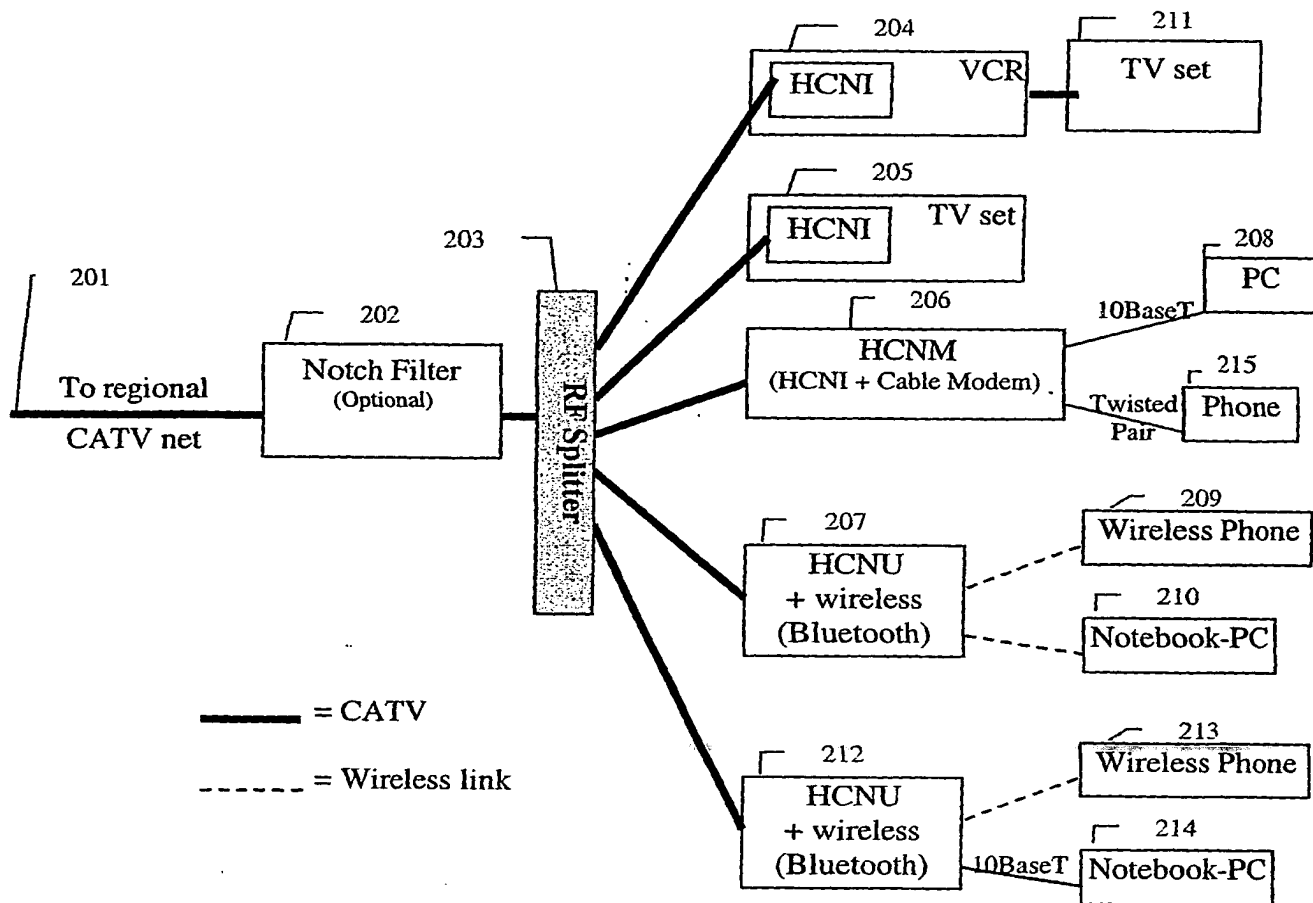 204
211
HCNI
VCR
TV set
205
HCNI
TV set
203
201
202
208
PC
10BaseT
206
HCNM
(HCNI + Cable Modem)
Notch Filter
(Optional)
To regional
CATV net
RF Splitter
215
Phone
Twisted
Pair
209
Wireless Phone
207
HCNU
+ wireless
(Bluetooth)
210
Notebook-PC
= CATV
= Wireless link
213
Wireless Phone
212
HCNU
+ wireless
(Bluetooth)
214
10BaseT
Notebook-PC